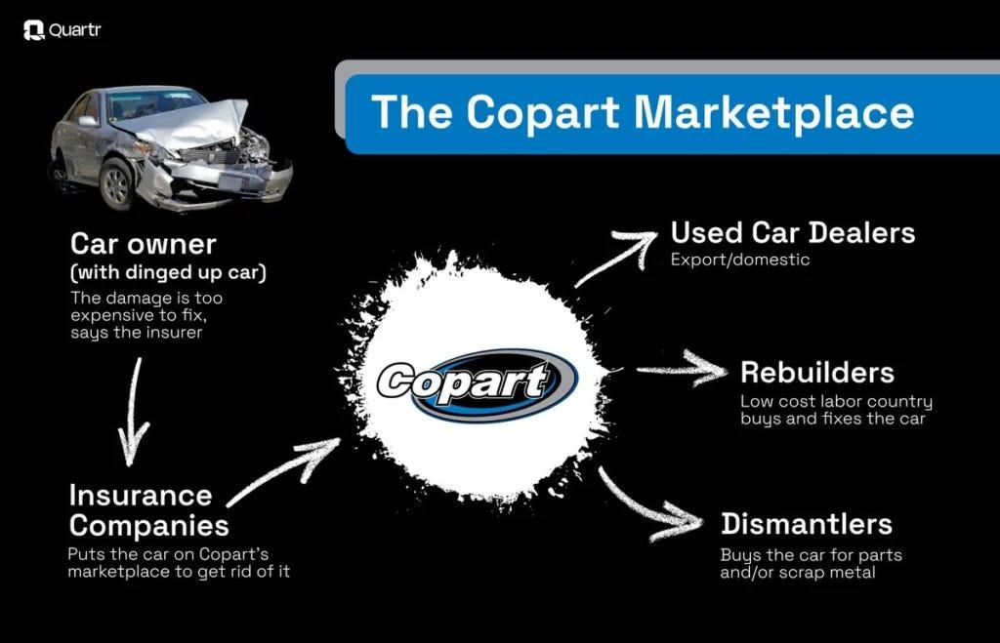 Quartr
The Copart Marketplace
Car owner
(with dinged up car)
The damage is too
expensive to fix,
says the insurer
Insurance
Companies
Puts the car on Copart's
marketplace to get rid of it
Copart
Used Car Dealers
Export/domestic
Rebuilders
Low cost labor country
buys and fixes the car
Dismantlers
Buys the car for parts
and/or scrap metal